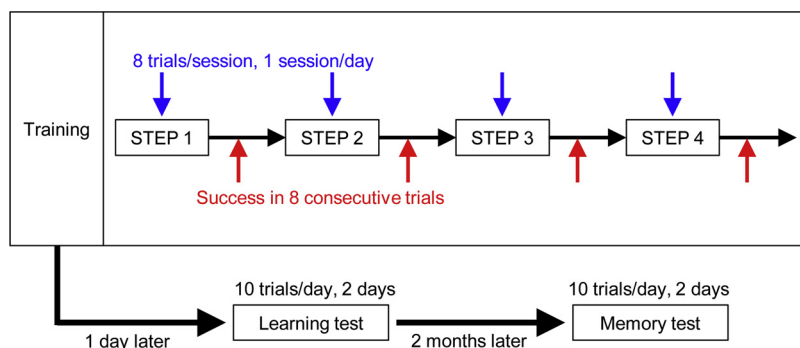 8 trials/session, 1 session/day
Training
STEP 1
STEP 2
STEP 3
STEP 4
Success in 8 consecutive trials
10 trials/day, 2 days
10 trials/day, 2 days
Learning test
Memory test
1 day later
2 months later